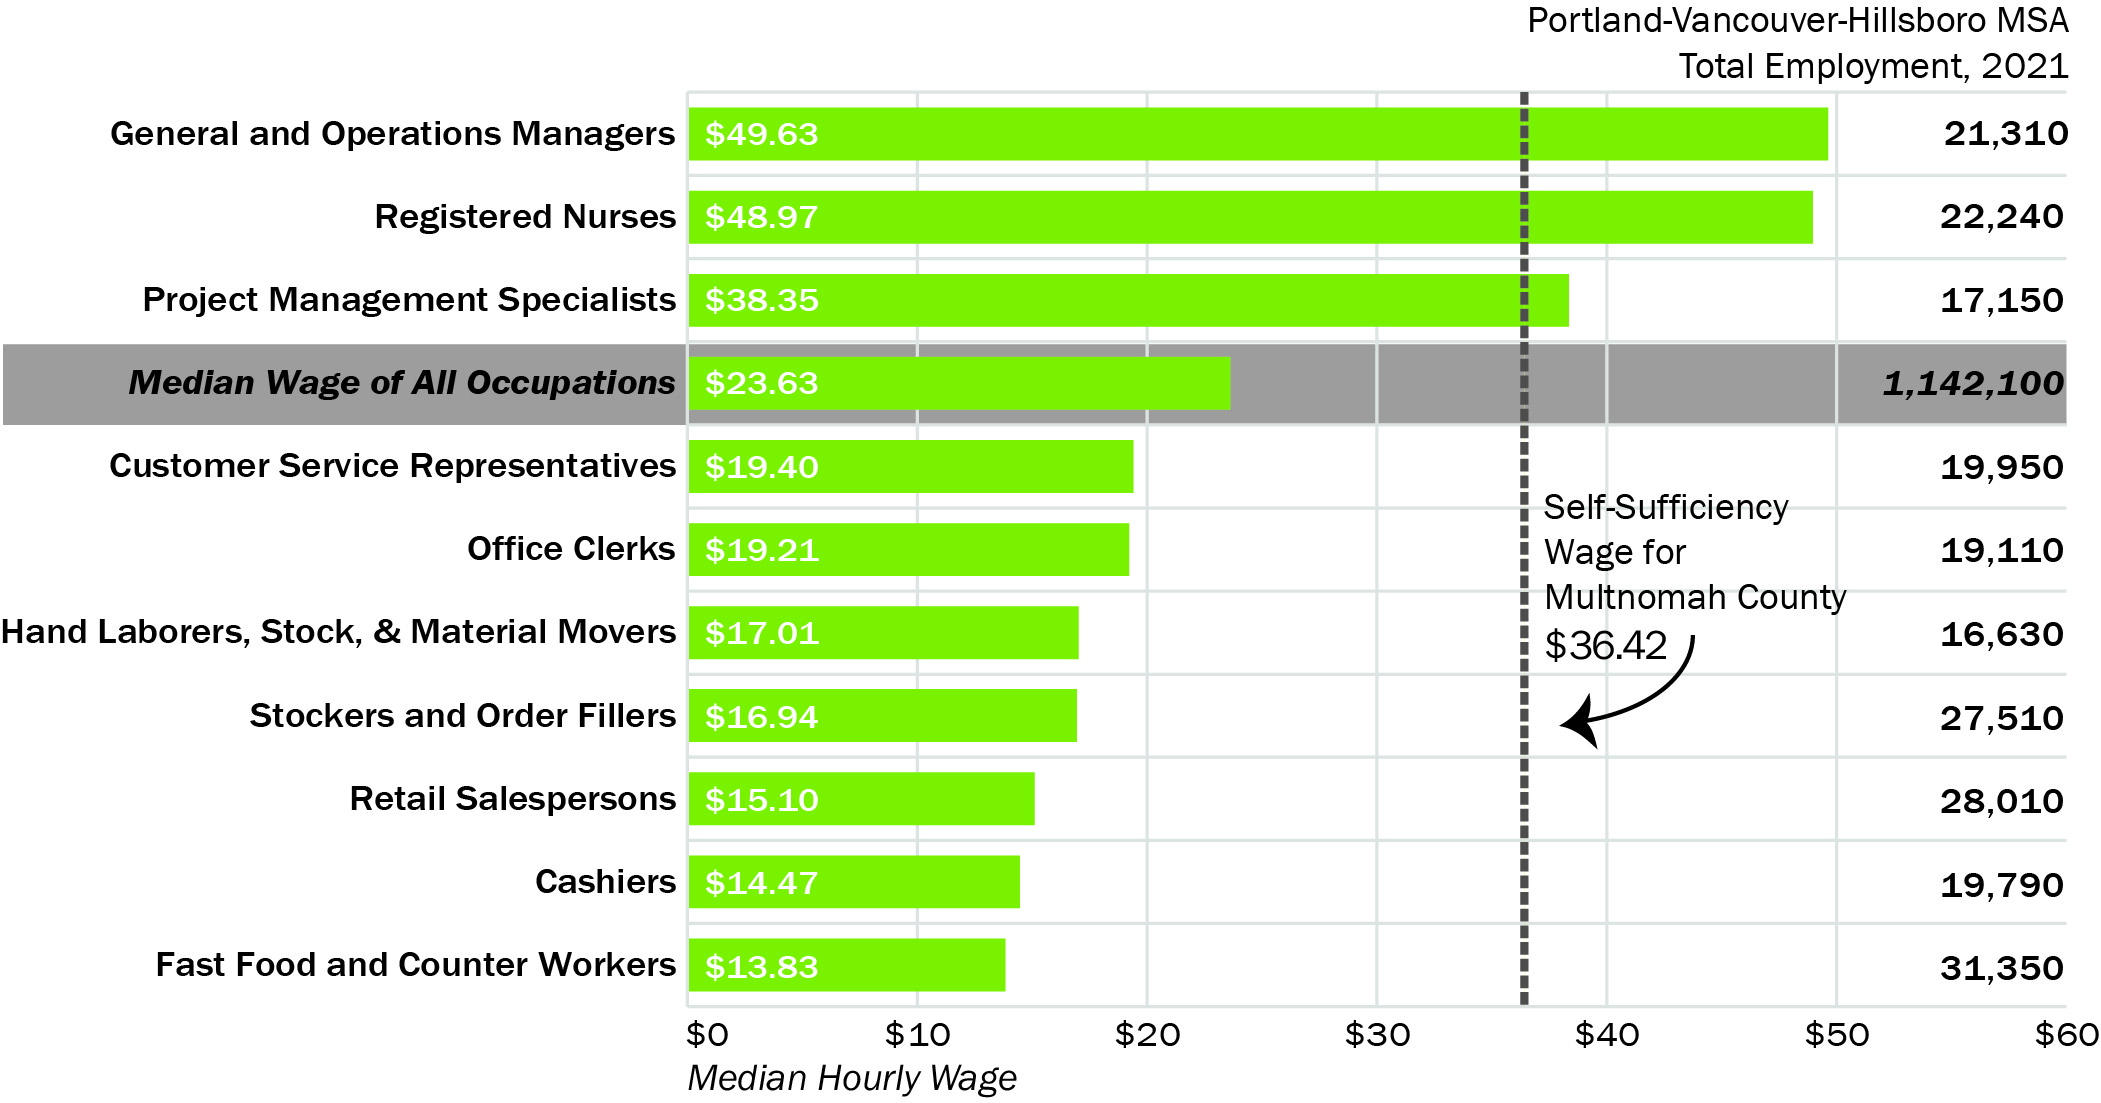 Portland-Vancouver-Hillsboro MSA
Total Employment, 2021
General and Operations Managers $49.63 21,310
Registered Nurses $48.97 22,240
Project Management Specialists $38.35 17,150
Median Wage of All Occupations $23.63 1,142,100
Customer Service Representatives $19.40 19,950
Self-Sufficiency
Office Clerks $19.21 19,110
Wage for
Multnomah County
Hand Laborers, Stock, & Material Movers $17.01 16,630
$36.42
Stockers and Order Fillers $16.94 27,510
Retail Salespersons $15.10 28,010
Cashiers $14.47 19,790
Fast Food and Counter Workers $13.83 31,350
$0 $10 $20 $30 $40 $50 $60
Median Hourly Wage